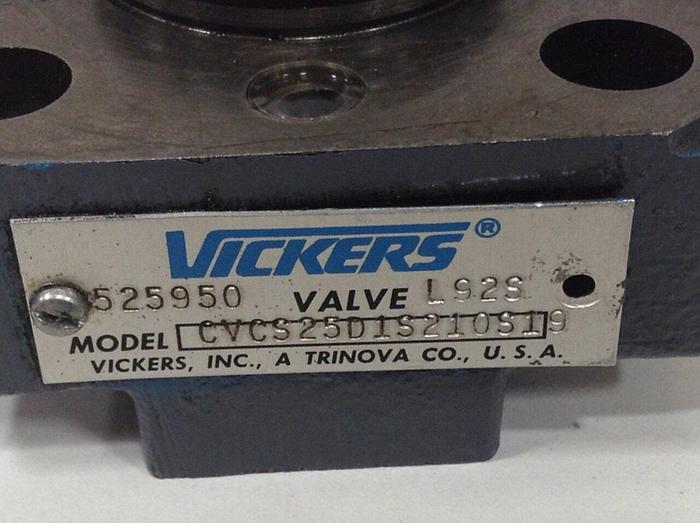 VICKERS®
525950 VALVE L92S
MODEL CVCS25D1S210S19
VICKERS, INC., A TRINOVA CO., U. S. A.